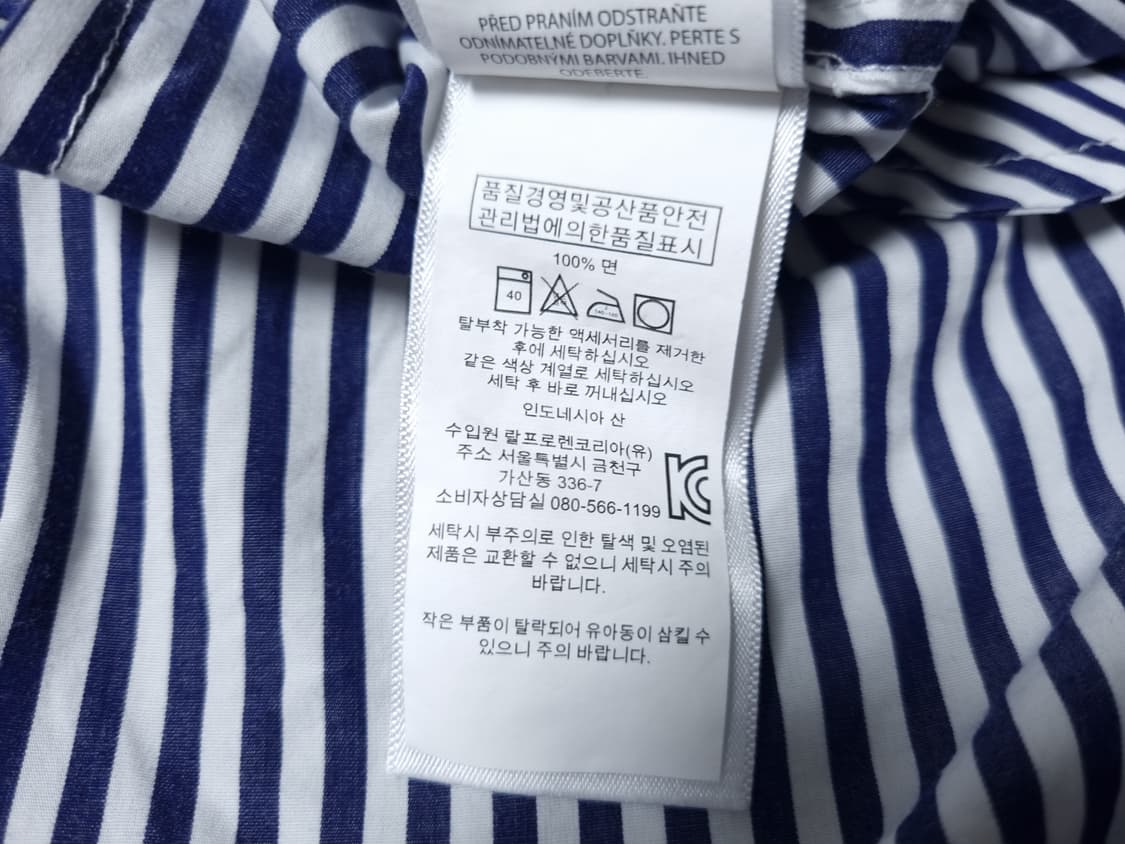 PŘED PRANÍM ODSTRAŇTE
ODNÍMATELNÉ DOPLŇKY. PERTE S
PODOBNÝMI BARVAMI. IHNED
ODEBERTE.
품질경영및공산품안전
관리법에의한품질표시
100% 면
40
탈부착 가능한 액세서리를 제거한
후에 세탁하십시오
같은 색상 계열로 세탁하십시오
세탁 후 바로 꺼내십시오
인도네시아 산
수입원 랄프로렌코리아(유)
주소 서울특별시 금천구
가산동 336-7
소비자상담실 080-566-1199
세탁시 부주의로 인한 탈색 및 오염된
제품은 교환할 수 없으니 세탁시 주의
바랍니다.
작은 부품이 탈락되어 유아동이 삼킬 수
있으니 주의 바랍니다.